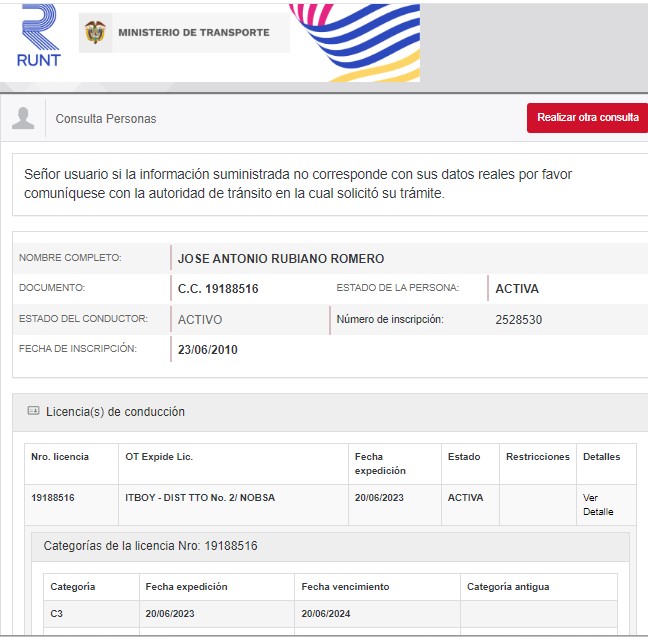 RUNT
MINISTERIO DE TRANSPORTE
Consulta Personas
Realizar otra consulta
Señor usuario si la información suministrada no corresponde con sus datos reales por favor
comuníquese con la autoridad de tránsito en la cual solicitó su trámite.
NOMBRE COMPLETO: JOSE ANTONIO RUBIANO ROMERO
DOCUMENTO: C.C. 19188516 ESTADO DE LA PERSONA: ACTIVA
ESTADO DEL CONDUCTOR: ACTIVO Número de inscripción: 2528530
FECHA DE INSCRIPCIÓN: 23/06/2010
Licencia(s) de conducción
Nro. licencia OT Expide Lic. Fecha expedición Estado Restricciones Detalles
19188516 ITBOY - DIST TTO No. 2/ NOBSA 20/06/2023 ACTIVA Ver Detalle
Categorías de la licencia Nro: 19188516
Categoría Fecha expedición Fecha vencimiento Categoría antigua
C3 20/06/2023 20/06/2024